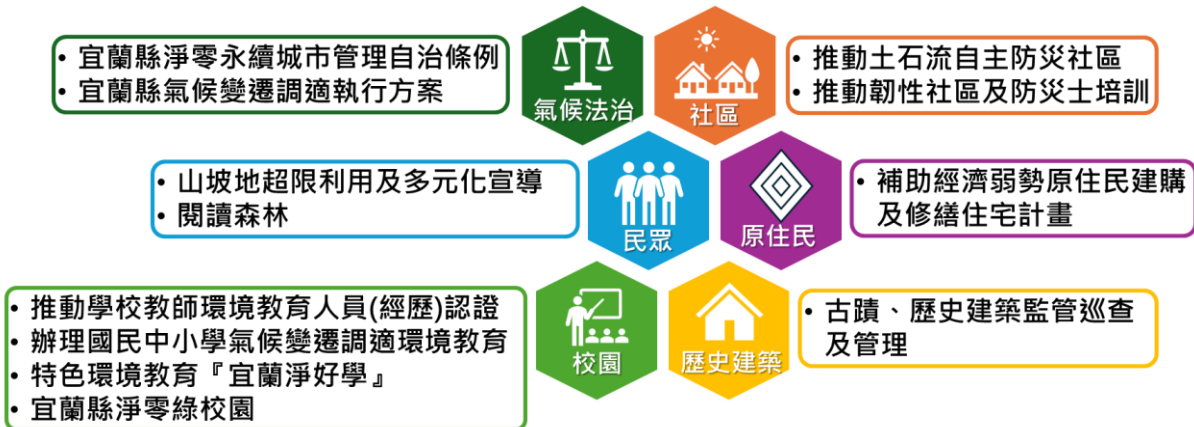 • 宜蘭縣淨零永續城市管理自治條例
• 宜蘭縣氣候變遷調適執行方案
氣候法治
社區
• 推動土石流自主防災社區
• 推動韌性社區及防災士培訓
• 山坡地超限利用及多元化宣導
• 閱讀森林
民眾
原住民
• 補助經濟弱勢原住民建購
及修繕住宅計畫
• 推動學校教師環境教育人員(經歷)認證
• 辦理國民中小學氣候變遷調適環境教育
• 特色環境教育『宜蘭淨好學』
• 宜蘭縣淨零綠校園
校園
歷史建築
• 古蹟、歷史建築監管巡查
及管理